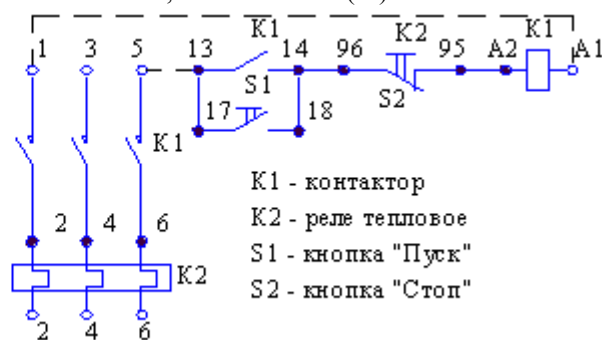 1 3 5 13 K1 14 96 K2 95 A2 K1 A1
17 S1 18 S2
K1
2 4 6
K2
2 4 6
K1 - контактор
K2 - реле тепловое
S1 - кнопка "Пуск"
S2 - кнопка "Стоп"